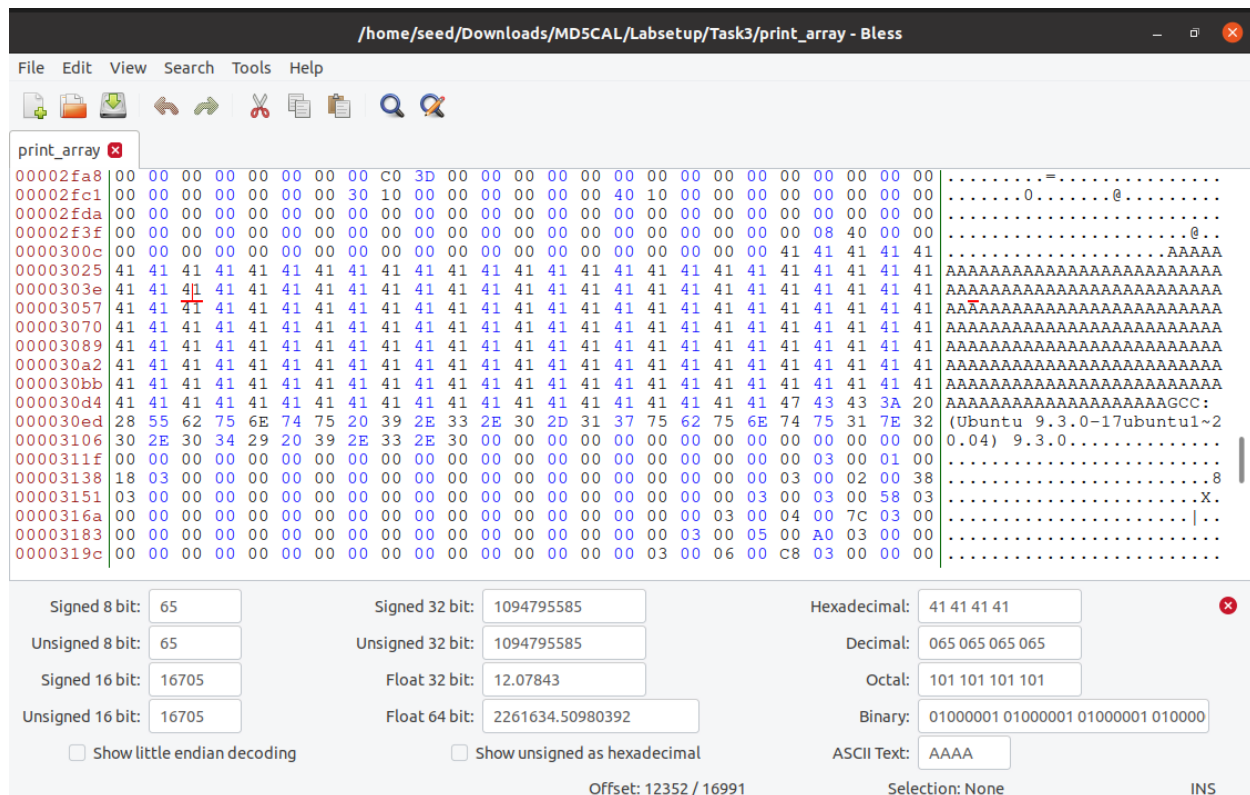 /home/seed/Downloads/MD5CAL/Labsetup/Task3/print_array - Bless
File Edit View Search Tools Help
print_array
00002fa8 00 00 00 00 00 00 00 00 C0 3D 00 00 00 00 00 00 00 00 00 00 00 00 00 00 00 .........=...............
00002fc1 00 00 00 00 00 00 00 30 10 00 00 00 00 00 00 40 10 00 00 00 00 00 00 00 00 .......0.......@.........
00002fda 00 00 00 00 00 00 00 00 00 00 00 00 00 00 00 00 00 00 00 00 00 00 00 00 00 .........................
00002f3f 00 00 00 00 00 00 00 00 00 00 00 00 00 00 00 00 00 00 00 00 00 08 40 00 00 ......................@..
0000300c 00 00 00 00 00 00 00 00 00 00 00 00 00 00 00 00 00 00 00 00 41 41 41 41 41 ....................AAAAA
00003025 41 41 41 41 41 41 41 41 41 41 41 41 41 41 41 41 41 41 41 41 41 41 41 41 41 AAAAAAAAAAAAAAAAAAAAAAAAA
0000303e 41 41 41 41 41 41 41 41 41 41 41 41 41 41 41 41 41 41 41 41 41 41 41 41 41 AAAAAAAAAAAAAAAAAAAAAAAAA
00003057 41 41 41 41 41 41 41 41 41 41 41 41 41 41 41 41 41 41 41 41 41 41 41 41 41 AAAAAAAAAAAAAAAAAAAAAAAAA
00003070 41 41 41 41 41 41 41 41 41 41 41 41 41 41 41 41 41 41 41 41 41 41 41 41 41 AAAAAAAAAAAAAAAAAAAAAAAAA
00003089 41 41 41 41 41 41 41 41 41 41 41 41 41 41 41 41 41 41 41 41 41 41 41 41 41 AAAAAAAAAAAAAAAAAAAAAAAAA
000030a2 41 41 41 41 41 41 41 41 41 41 41 41 41 41 41 41 41 41 41 41 41 41 41 41 41 AAAAAAAAAAAAAAAAAAAAAAAAA
000030bb 41 41 41 41 41 41 41 41 41 41 41 41 41 41 41 41 41 41 41 41 41 41 41 41 41 AAAAAAAAAAAAAAAAAAAAAAAAA
000030d4 41 41 41 41 41 41 41 41 41 41 41 41 41 41 41 41 41 41 41 41 47 43 43 3A 20 AAAAAAAAAAAAAAAAAAAAGCC:
000030ed 28 55 62 75 6E 74 75 20 39 2E 33 2E 30 2D 31 37 75 62 75 6E 74 75 31 7E 32 (Ubuntu 9.3.0-17ubuntu1~2
00003106 30 2E 30 34 29 20 39 2E 33 2E 30 00 00 00 00 00 00 00 00 00 00 00 00 00 00 0.04) 9.3.0..............
0000311f 00 00 00 00 00 00 00 00 00 00 00 00 00 00 00 00 00 00 00 00 00 03 00 01 00 .........................
00003138 18 03 00 00 00 00 00 00 00 00 00 00 00 00 00 00 00 00 00 00 03 00 02 00 38 ........................8
00003151 03 00 00 00 00 00 00 00 00 00 00 00 00 00 00 00 00 00 00 03 00 03 00 58 03 .......................X.
0000316a 00 00 00 00 00 00 00 00 00 00 00 00 00 00 00 00 00 00 03 00 04 00 7C 03 00 ......................|..
00003183 00 00 00 00 00 00 00 00 00 00 00 00 00 00 00 00 00 03 00 05 00 A0 03 00 00 .........................
0000319c 00 00 00 00 00 00 00 00 00 00 00 00 00 00 00 00 03 00 06 00 C8 03 00 00 00 .........................
Signed 8 bit: 65 Signed 32 bit: 1094795585 Hexadecimal: 41 41 41 41
Unsigned 8 bit: 65 Unsigned 32 bit: 1094795585 Decimal: 065 065 065 065
Signed 16 bit: 16705 Float 32 bit: 12.07843 Octal: 101 101 101 101
Unsigned 16 bit: 16705 Float 64 bit: 2261634.50980392 Binary: 01000001 01000001 01000001 010000
Show little endian decoding Show unsigned as hexadecimal ASCII Text: AAAA
Offset: 12352 / 16991 Selection: None INS